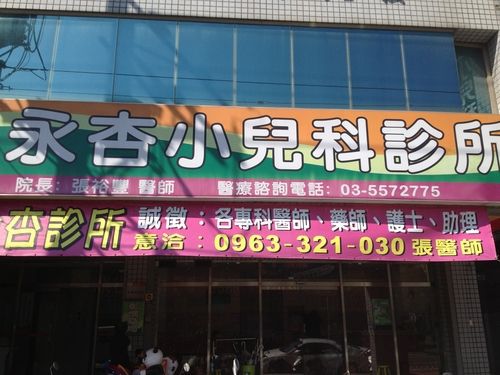 永杏小兒科診所
院長: 張裕豐 醫師 醫療諮詢電話: 03-5572775
杏診所 誠徵：各專科醫師、藥師、護士、助理
意洽：0963-321-030 張醫師